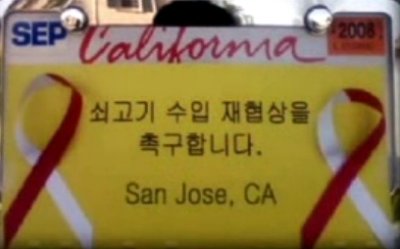 SEP California 2008
쇠고기 수입 재협상을
촉구합니다.
San Jose, CA